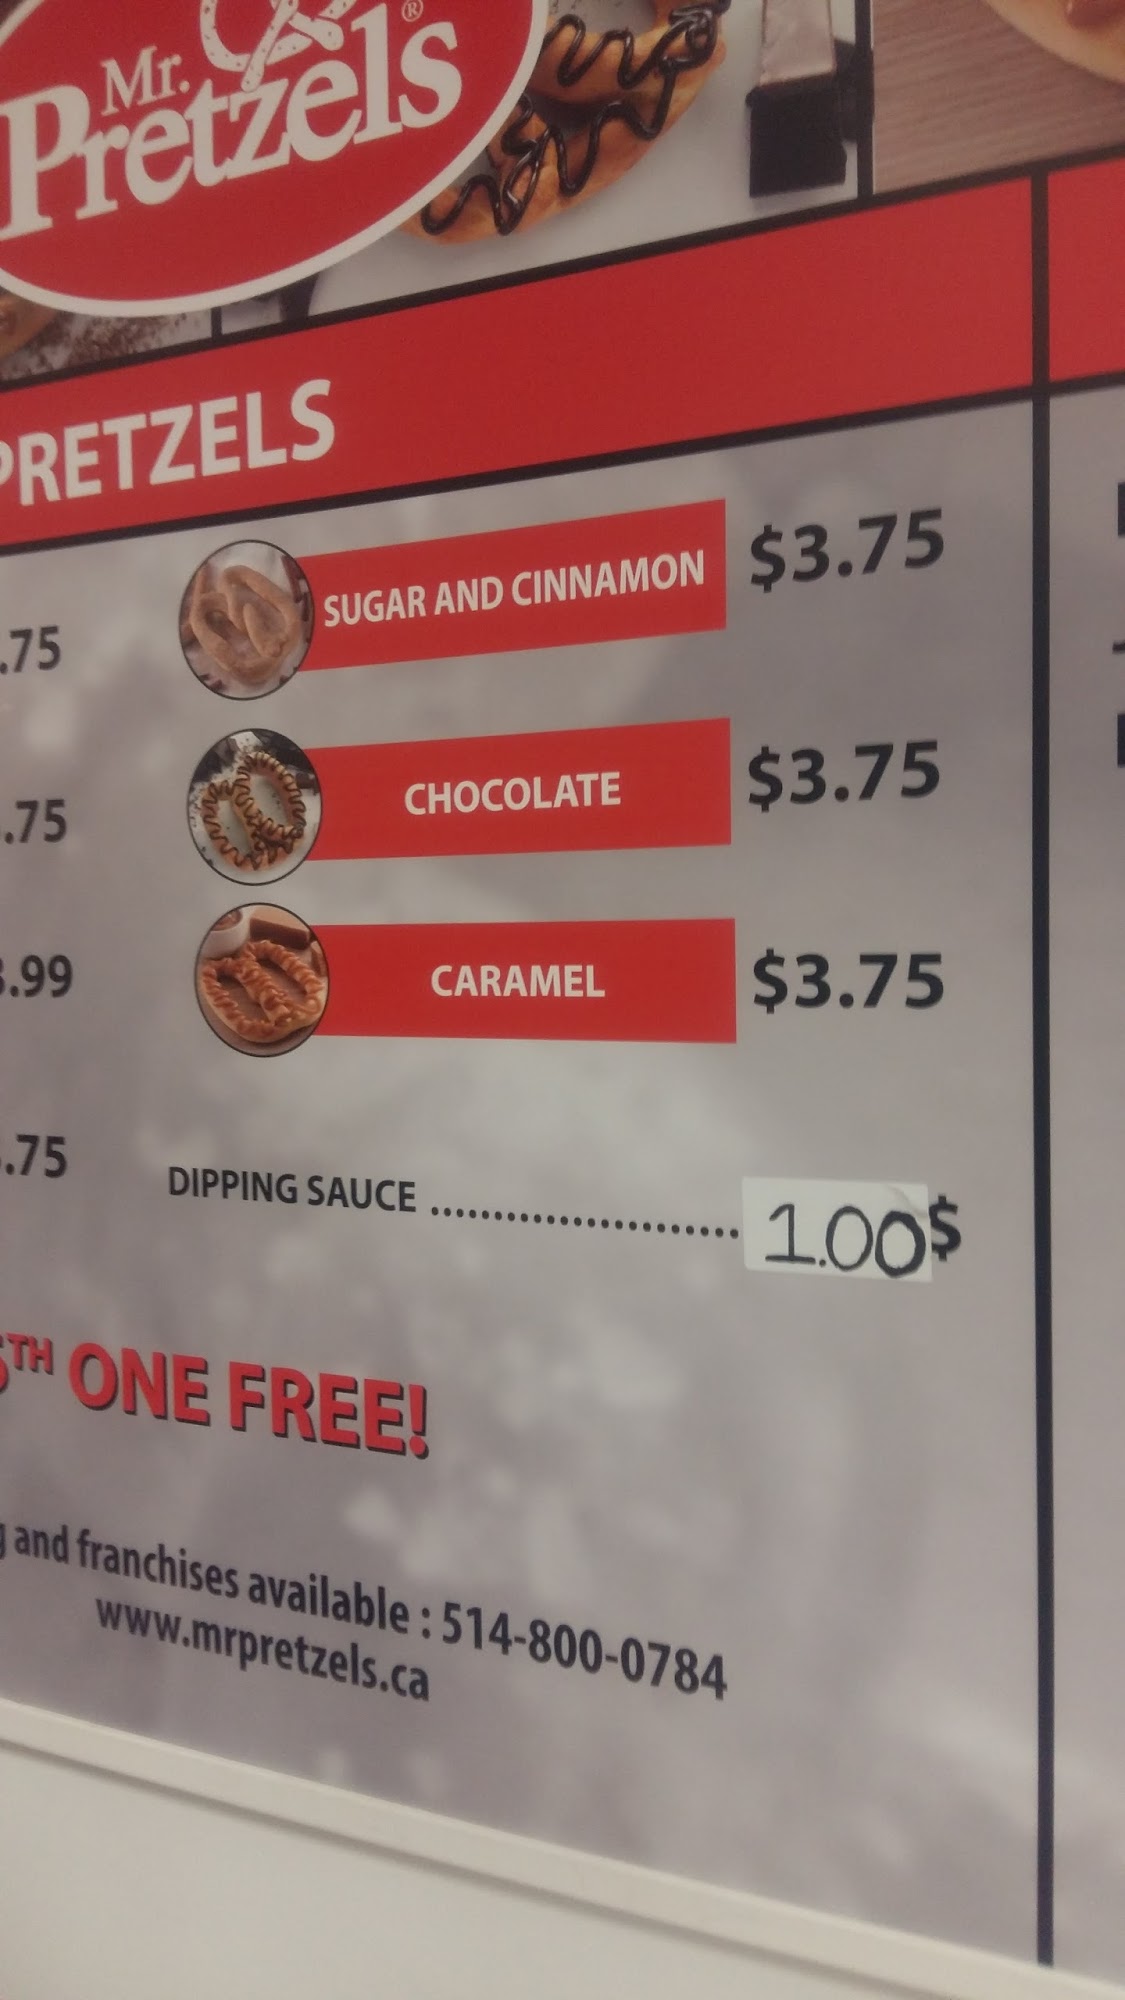 Mr.
Pretzels®
PRETZELS
SUGAR AND CINNAMON $3.75
.75
CHOCOLATE $3.75
.75
CARAMEL $3.75
.99
.75
DIPPING SAUCE ........................ 1.00$
TH ONE FREE!
and franchises available : 514-800-0784
www.mrpretzels.ca